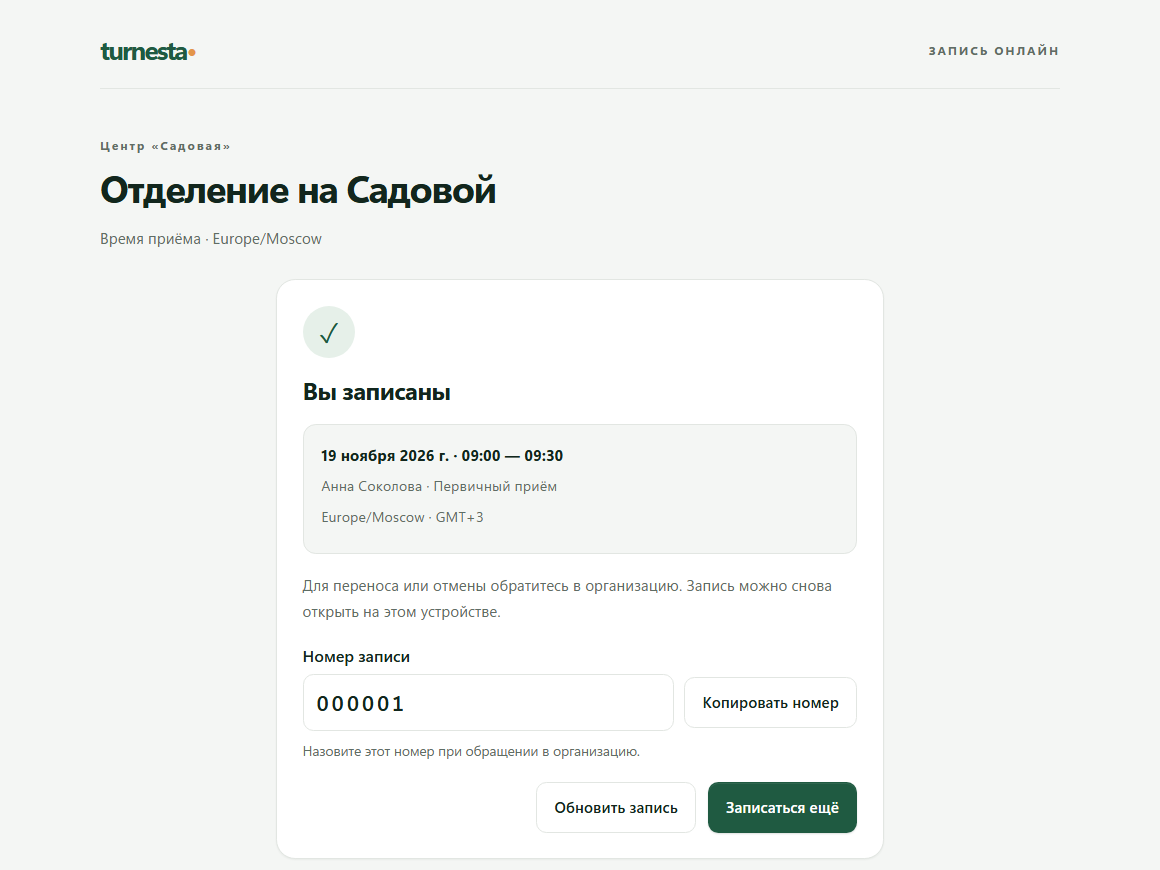 turnesta
ЗАПИСЬ ОНЛАЙН
Центр «Садовая»
Отделение на Садовой
Время приёма · Europe/Moscow
Вы записаны
19 ноября 2026 г. · 09:00 — 09:30
Анна Соколова · Первичный приём
Europe/Moscow · GMT+3
Для переноса или отмены обратитесь в организацию. Запись можно снова
открыть на этом устройстве.
Номер записи
000001
Копировать номер
Назовите этот номер при обращении в организацию.
Обновить запись
Записаться ещё